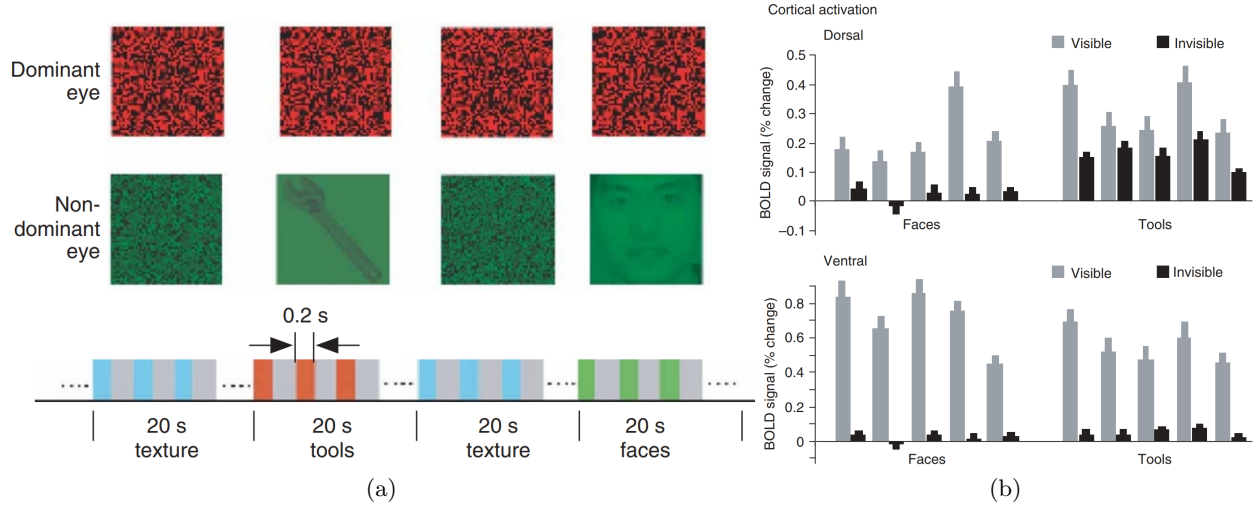 Dominant
eye
Non-
dominant
eye
0.2 s
20 s
texture
20 s
tools
20 s
texture
20 s
faces
(a)
Cortical activation
Dorsal
Visible
Invisible
BOLD signal (% change)
0.5
0.4
0.3
0.2
0.1
0
–0.1
Faces
Tools
Ventral
Visible
Invisible
BOLD signal (% change)
0.8
0.6
0.4
0.2
0
Faces
Tools
(b)